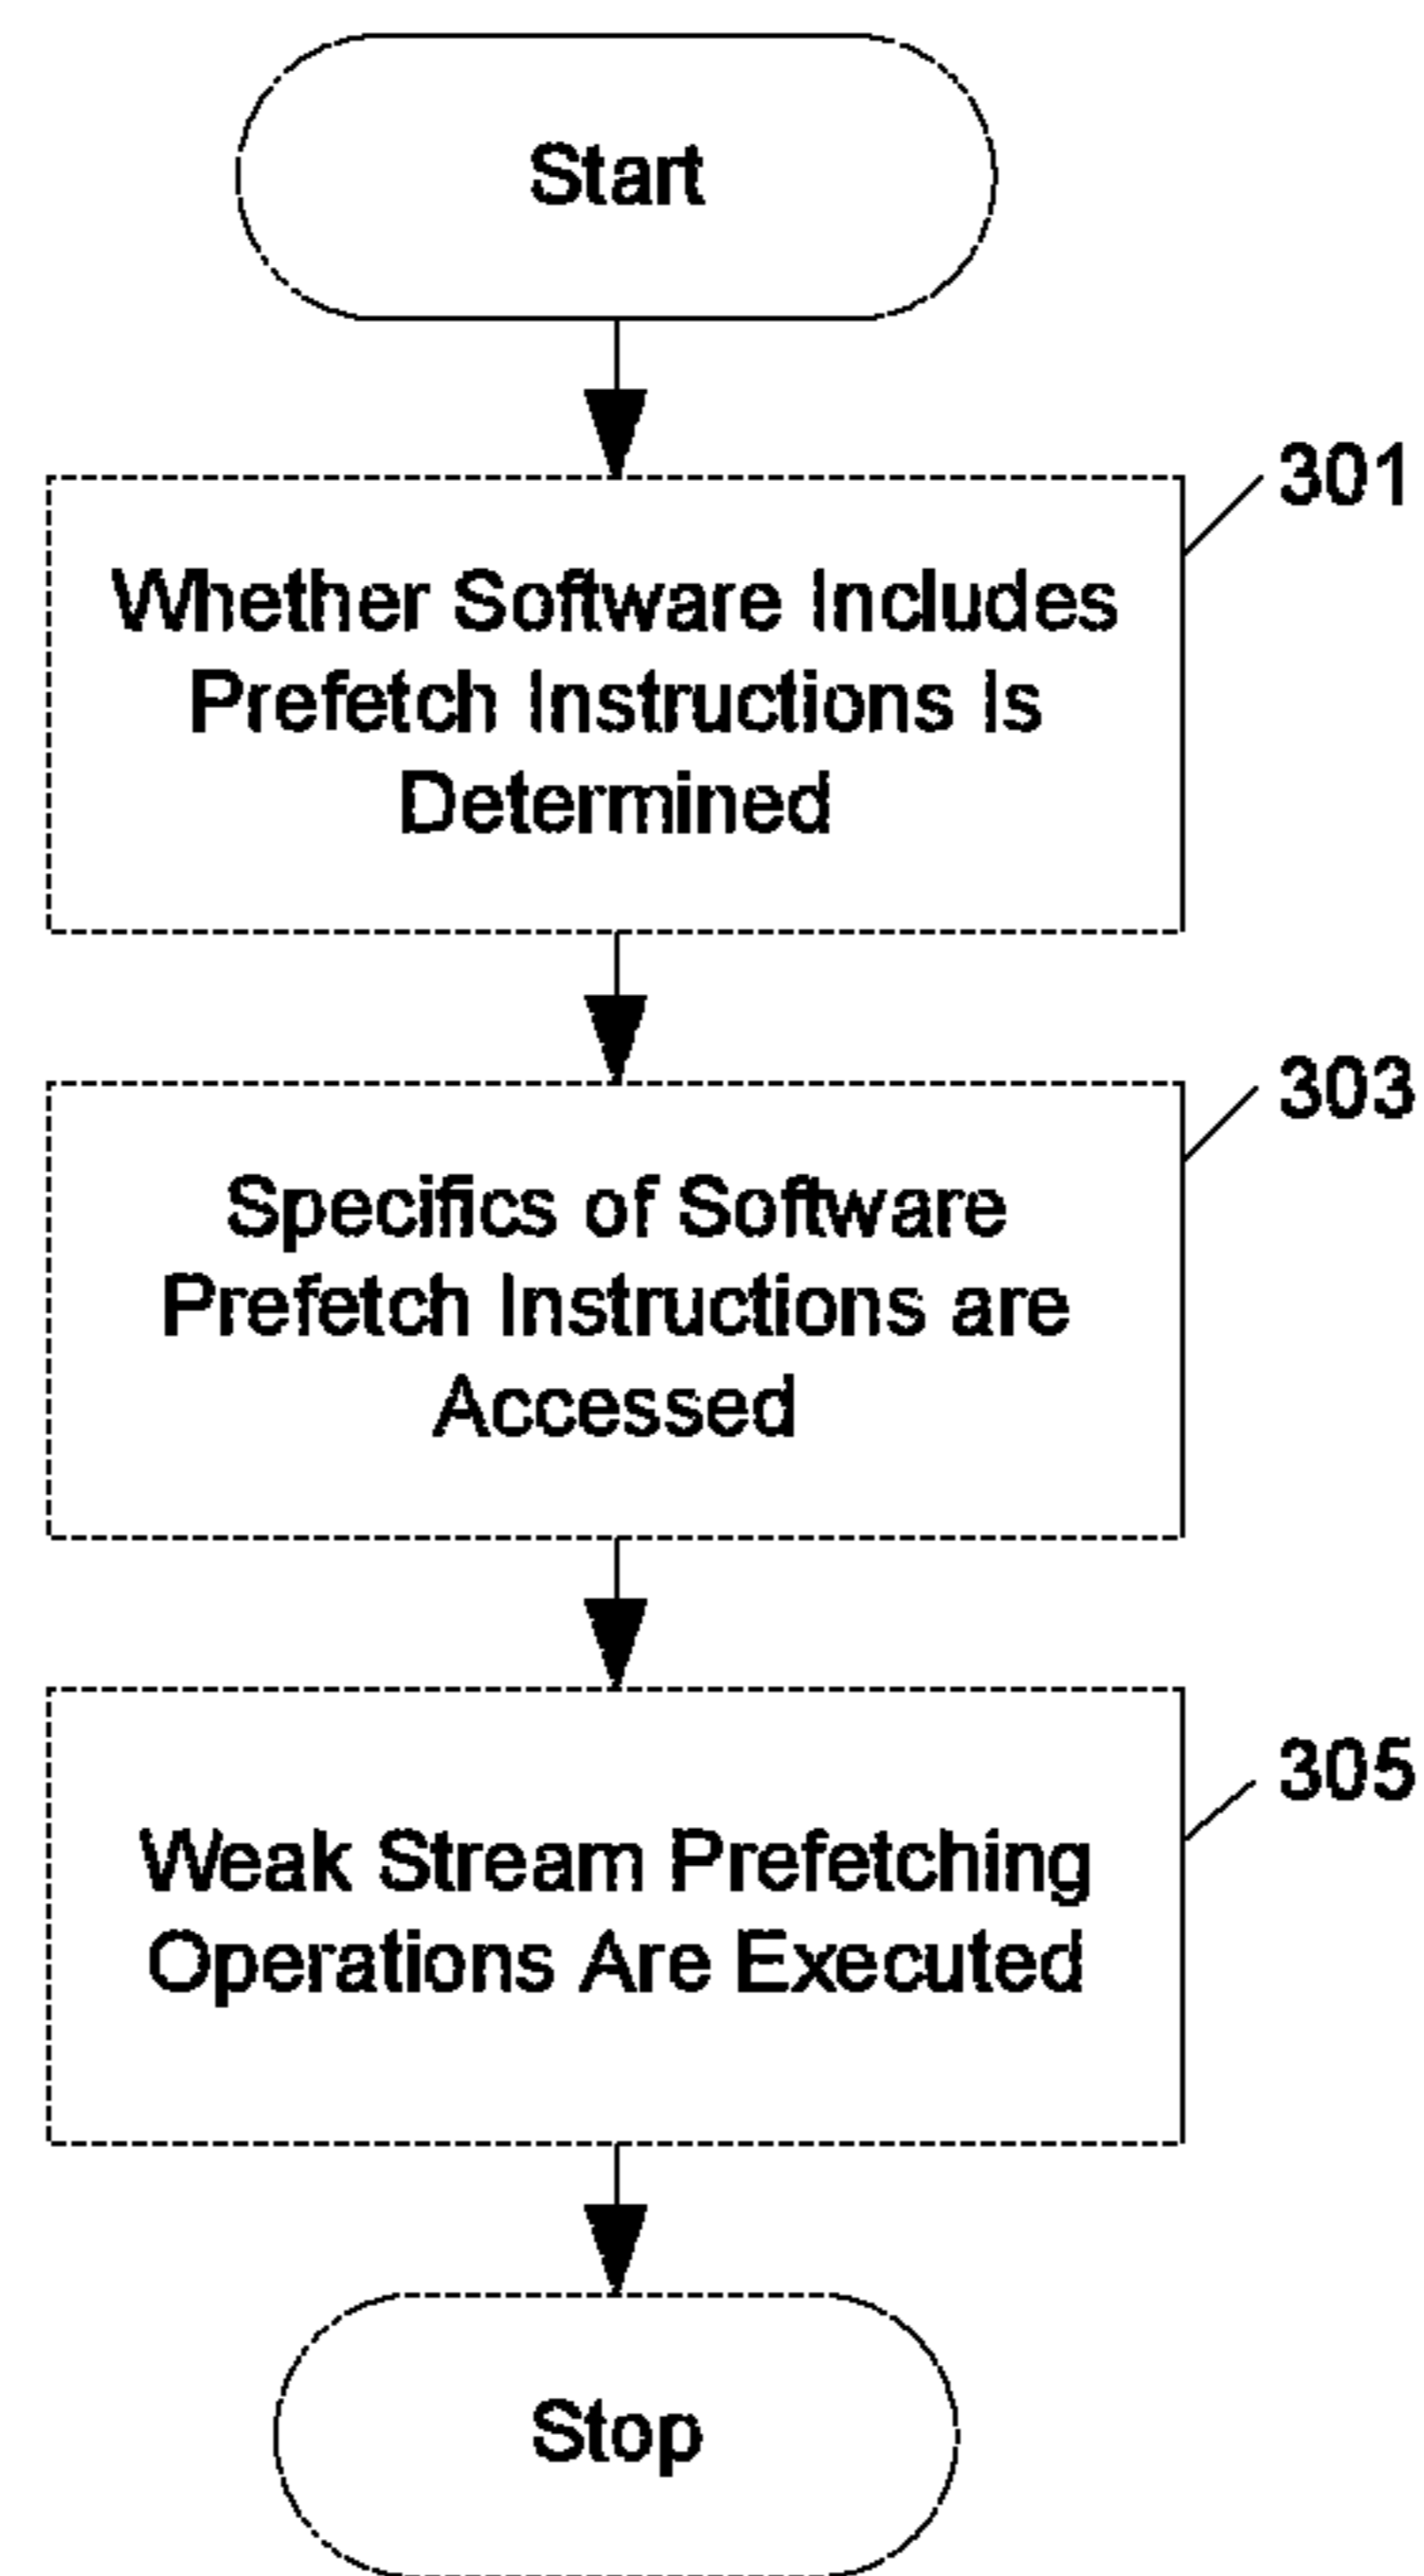 Start
301
Whether Software Includes
Prefetch Instructions Is
Determined
303
Specifics of Software
Prefetch Instructions are
Accessed
305
Weak Stream Prefetching
Operations Are Executed
Stop